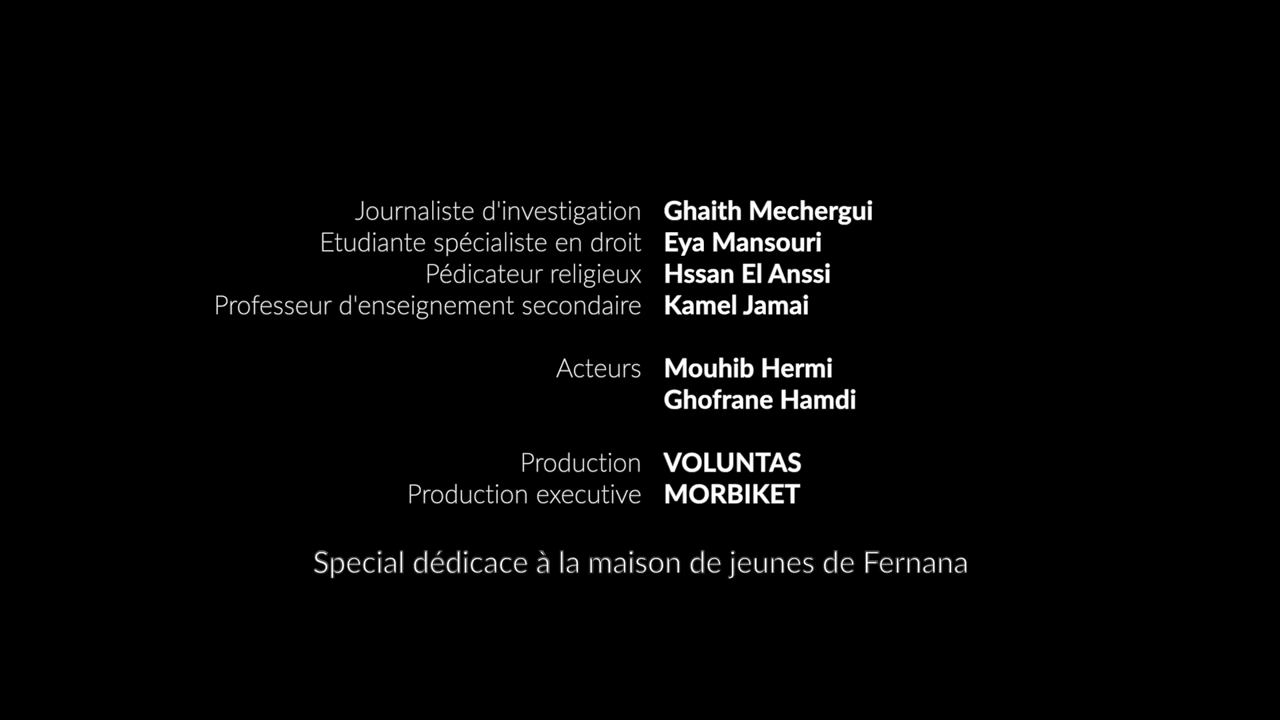 Journaliste d'investigation Ghaith Mechergui
Etudiante spécialiste en droit Eya Mansouri
Pédicateur religieux Hssan El Anssi
Professeur d'enseignement secondaire Kamel Jamai
Acteurs Mouhib Hermi
Ghofrane Hamdi
Production VOLUNTAS
Production executive MORBIKET
Special dédicace à la maison de jeunes de Fernana